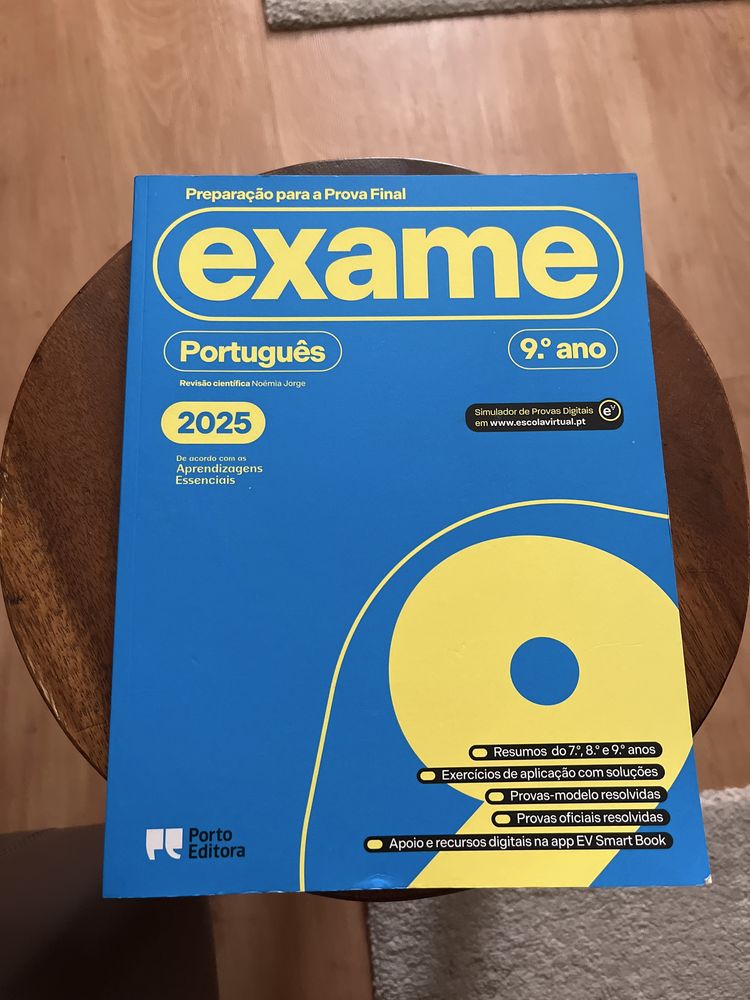 Preparação para a Prova Final
exame
Português
9.º ano
Revisão científica Noémia Jorge
2025
Simulador de Provas Digitais
em www.escolavirtual.pt
eV
De acordo com as
Aprendizagens
Essenciais
Resumos do 7.º, 8.º e 9.º anos
Exercícios de aplicação com soluções
Provas-modelo resolvidas
Provas oficiais resolvidas
Apoio e recursos digitais na app EV Smart Book
Porto
Editora